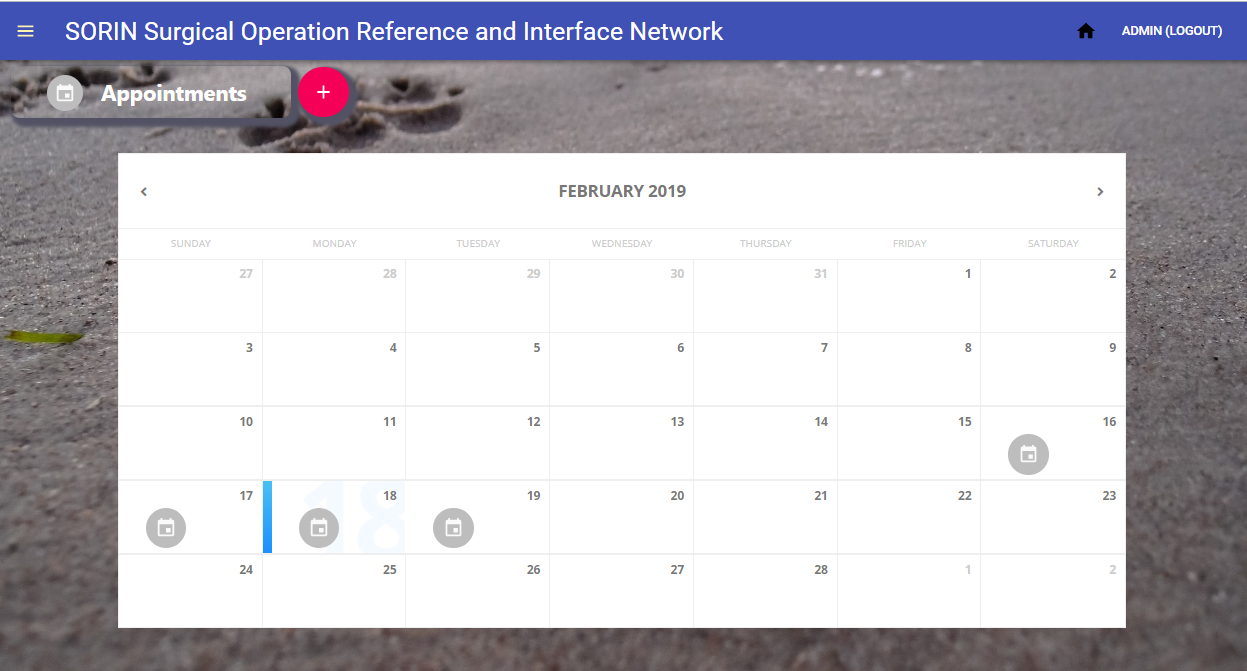 SORIN Surgical Operation Reference and Interface Network
ADMIN (LOGOUT)
Appointments
+
FEBRUARY 2019
SUNDAY MONDAY TUESDAY WEDNESDAY THURSDAY FRIDAY SATURDAY
27 28 29 30 31 1 2
3 4 5 6 7 8 9
10 11 12 13 14 15 16
17 18 18 19 20 21 22 23
24 25 26 27 28 1 2